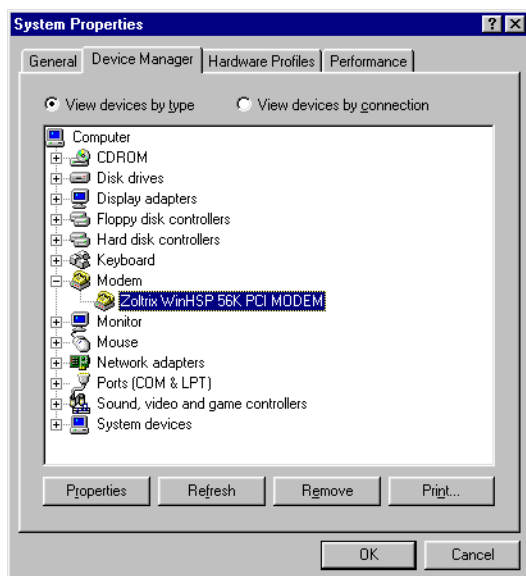 System Properties
General Device Manager Hardware Profiles Performance
View devices by type View devices by connection
Computer
CDROM
Disk drives
Display adapters
Floppy disk controllers
Hard disk controllers
Keyboard
Modem
Zoltrix WinHSP 56K PCI MODEM
Monitor
Mouse
Network adapters
Ports (COM & LPT)
Sound, video and game controllers
System devices
Properties Refresh Remove Print...
OK Cancel